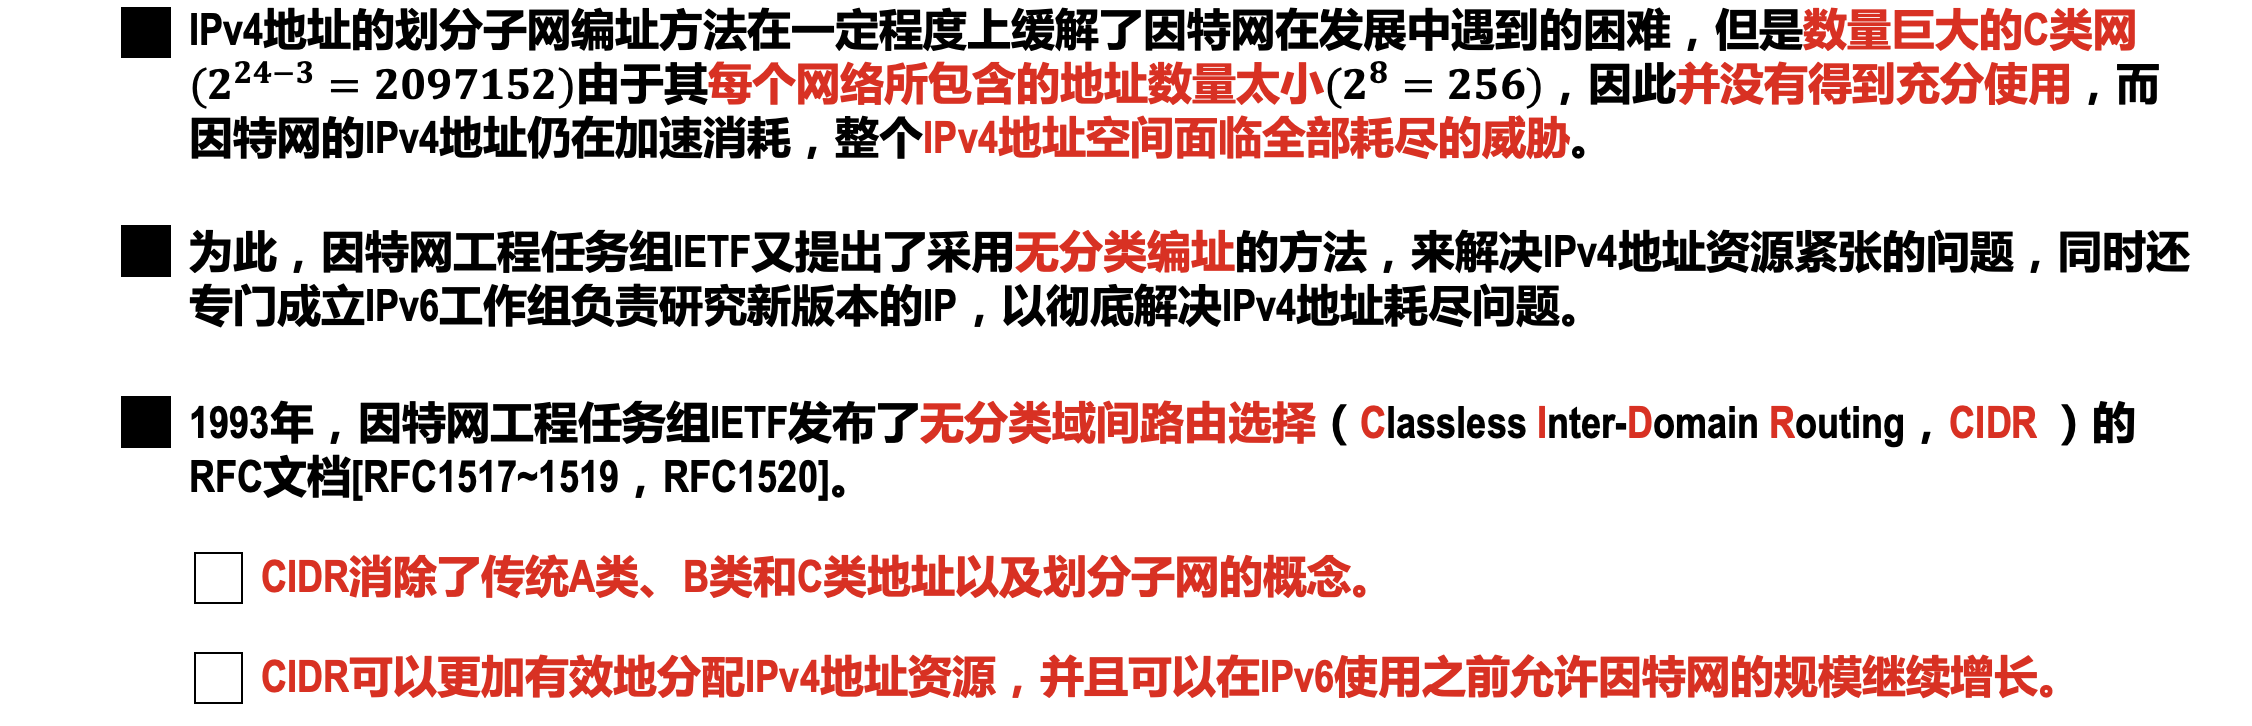 IPv4地址的划分子网编址方法在一定程度上缓解了因特网在发展中遇到的困难，但是数量巨大的C类网
(2^{24−3} = 2097152)由于其每个网络所包含的地址数量太小(2^8 = 256)，因此并没有得到充分使用，而
因特网的IPv4地址仍在加速消耗，整个IPv4地址空间面临全部耗尽的威胁。
为此，因特网工程任务组IETF又提出了采用无分类编址的方法，来解决IPv4地址资源紧张的问题，同时还
专门成立IPv6工作组负责研究新版本的IP，以彻底解决IPv4地址耗尽问题。
1993年，因特网工程任务组IETF发布了无分类域间路由选择（Classless Inter-Domain Routing，CIDR ）的
RFC文档[RFC1517~1519，RFC1520]。
CIDR消除了传统A类、B类和C类地址以及划分子网的概念。
CIDR可以更加有效地分配IPv4地址资源，并且可以在IPv6使用之前允许因特网的规模继续增长。